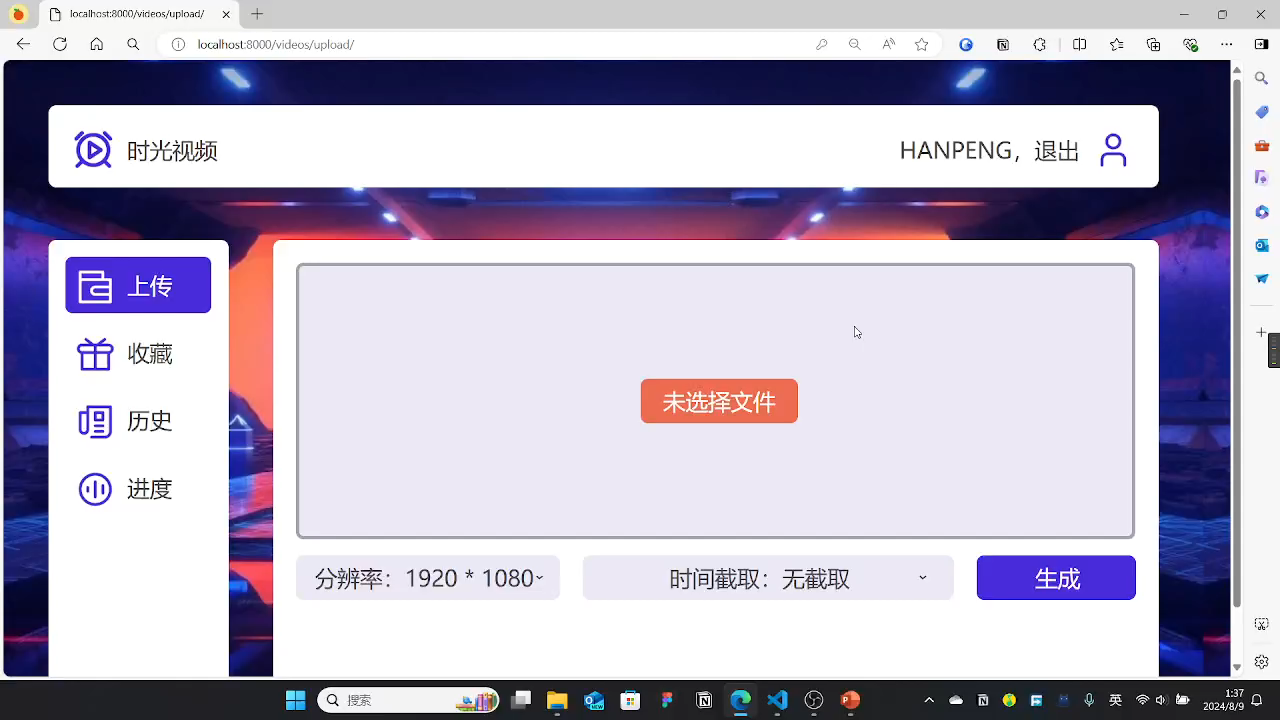 localhost:8000/videos/upload/
localhost:8000/videos/upload/
时光视频
HANPENG，退出
上传
收藏
历史
进度
未选择文件
分辨率：1920 * 1080
时间截取：无截取
生成
搜索
英
1:37
2024/8/9